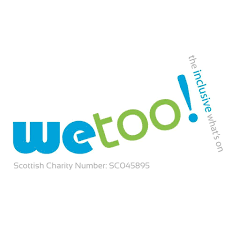 wetoo!
the inclusive what's on
Scottish Charity Number: SC045895